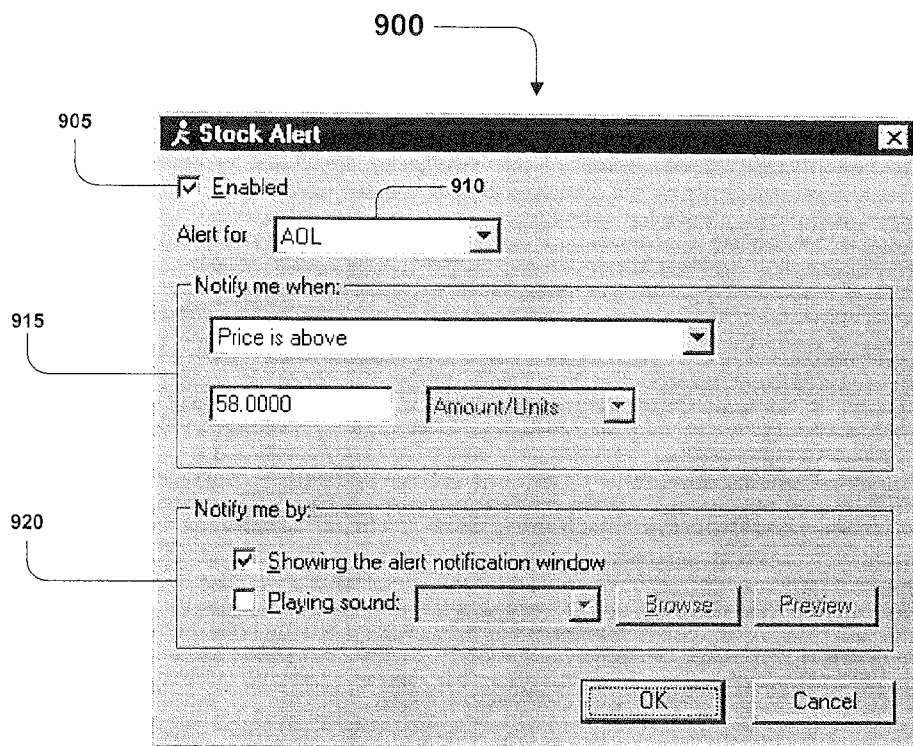 900
905
Stock Alert
Enabled
910
Alert for AOL
Notify me when:
915
Price is above
58.0000 Amount/Units
Notify me by:
920
Showing the alert notification window
Playing sound: Browse Preview
OK Cancel